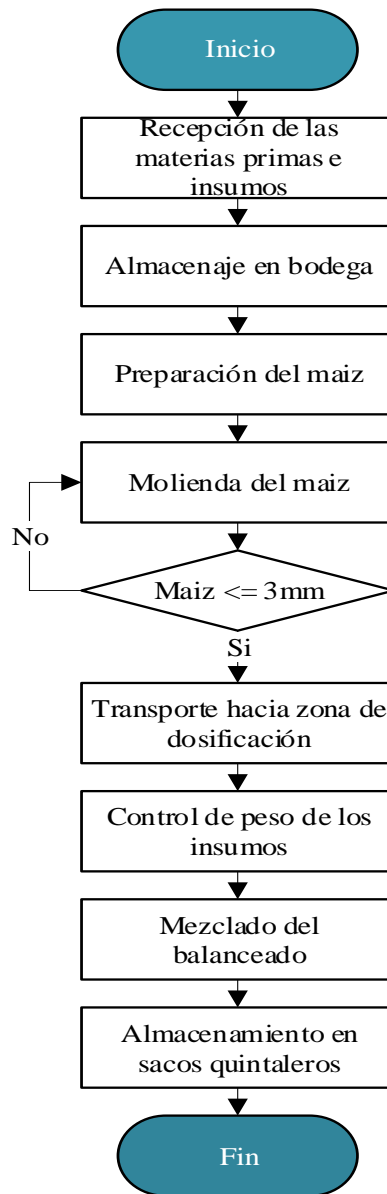 Inicio
Recepción de las
materias primas e
insumos
Almacenaje en bodega
Preparación del maiz
Molienda del maiz
No
Maiz <= 3mm
Si
Transporte hacia zona de
dosificación
Control de peso de los
insumos
Mezclado del
balanceado
Almacenamiento en
sacos quintaleros
Fin